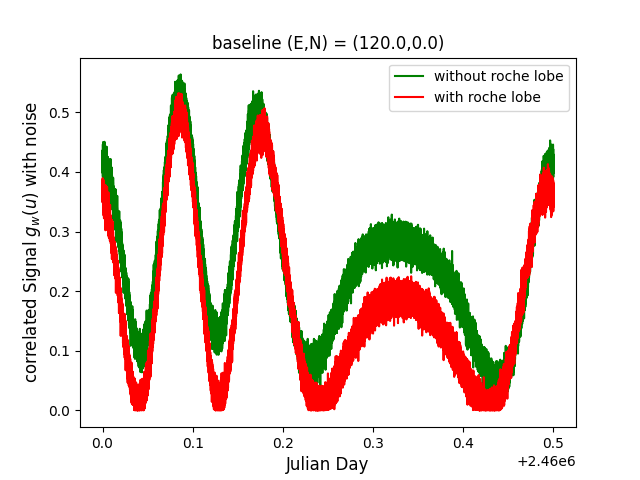 baseline (E,N) = (120.0,0.0)
without roche lobe
with roche lobe
correlated Signal g_w(u) with noise
0.5
0.4
0.3
0.2
0.1
0.0
0.0 0.1 0.2 0.3 0.4 0.5
Julian Day
+2.46e6